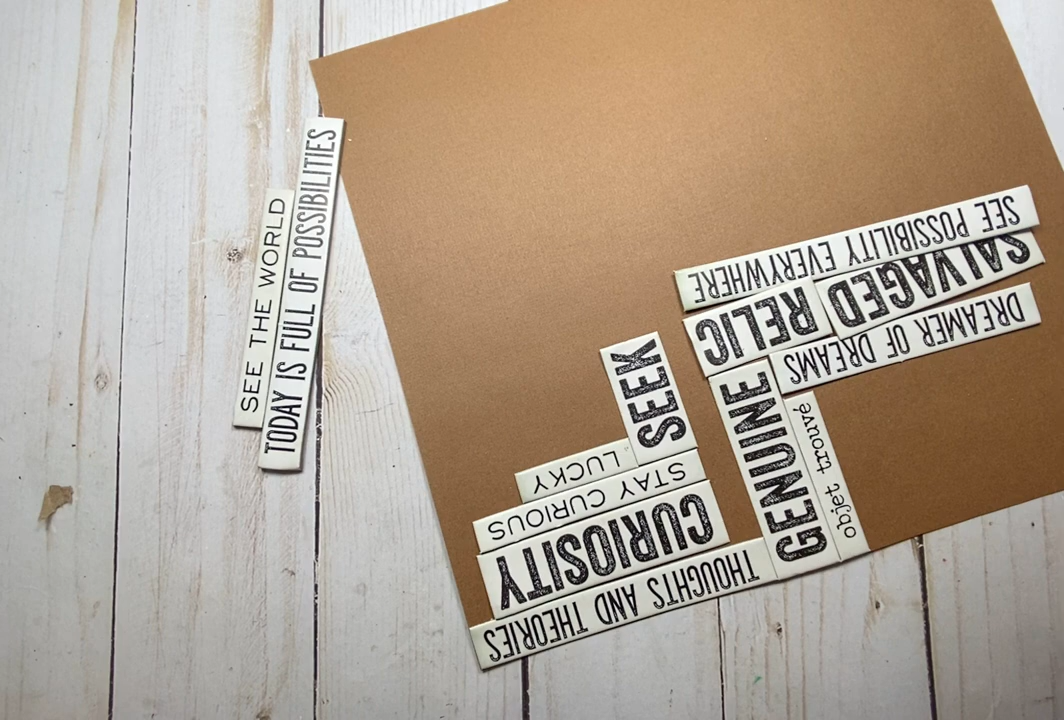 SEE THE WORLD
TODAY IS FULL OF POSSIBILITIES
SEE POSSIBILITY EVERYWHERE
SALVAGED
RELIC
DREAMER OF DREAMS
SEEK
GENUINE
objet trouvé
LUCKY
STAY CURIOUS
CURIOSITY
THOUGHTS AND THEORIES